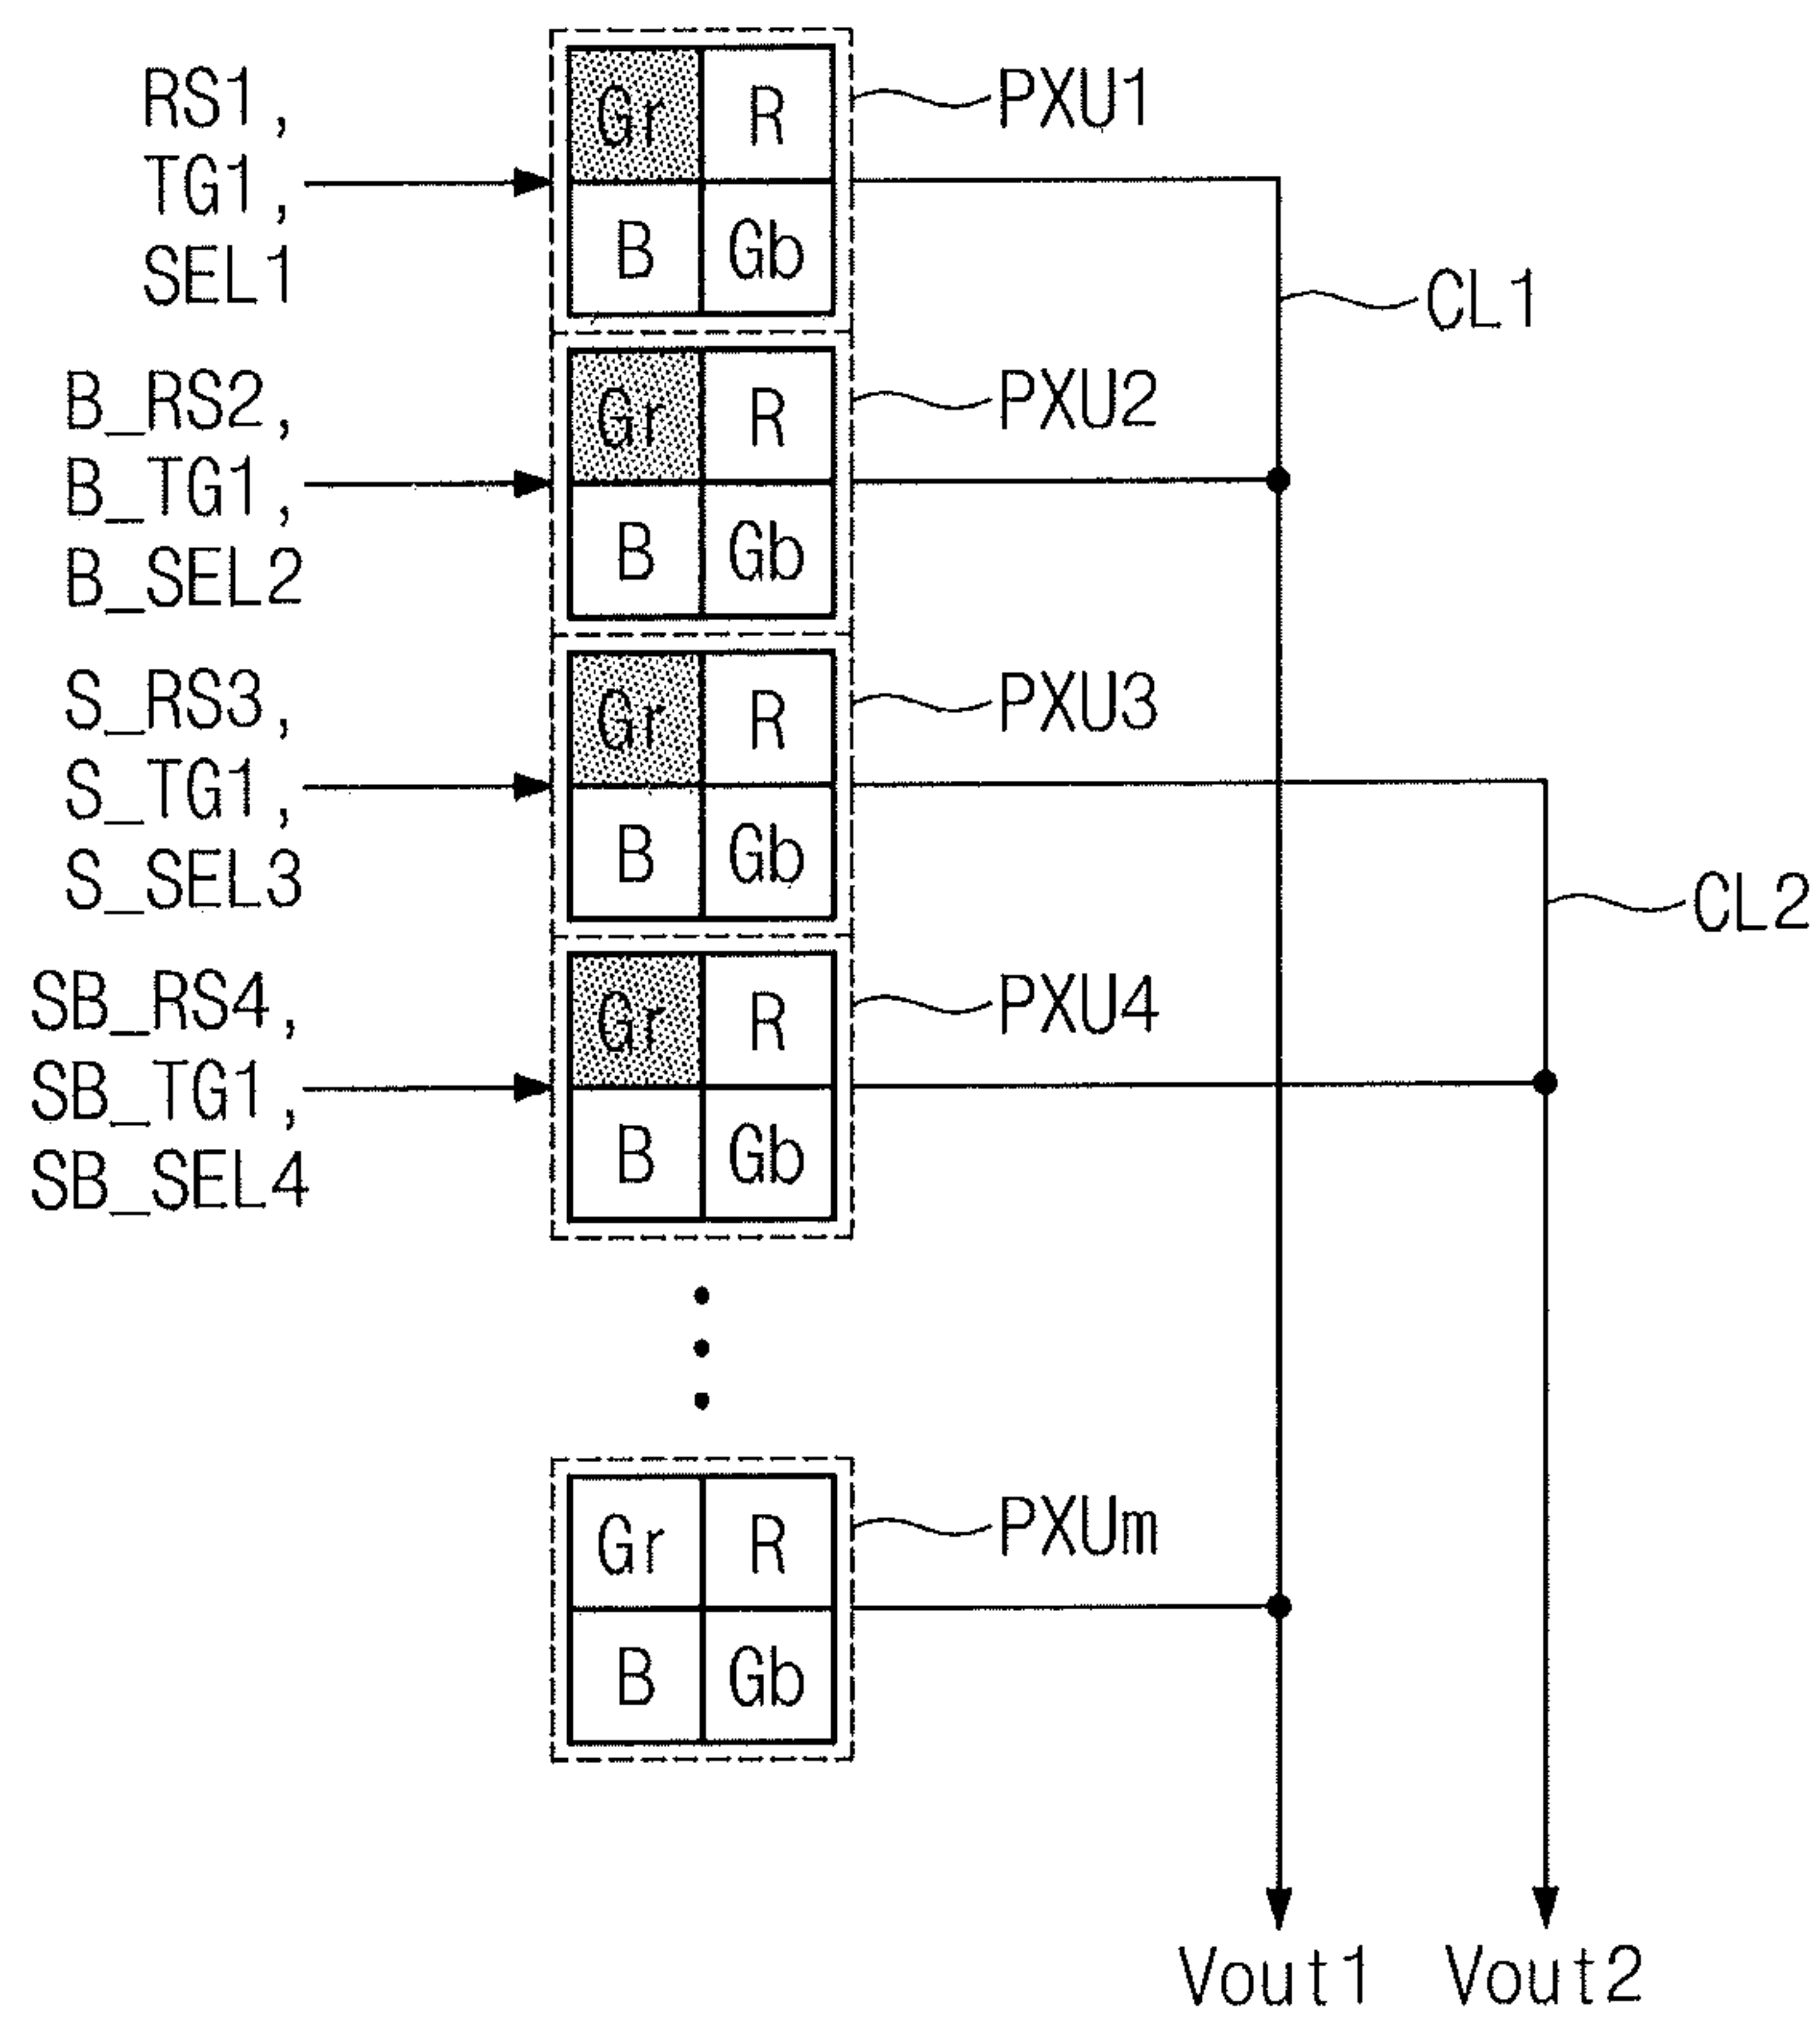 RS1,
TG1,
SEL1
Gr R
B Gb
PXU1
CL1
B_RS2,
B_TG1,
B_SEL2
Gr R
B Gb
PXU2
S_RS3,
S_TG1,
S_SEL3
Gr R
B Gb
PXU3
CL2
SB_RS4,
SB_TG1,
SB_SEL4
Gr R
B Gb
PXU4
Gr R
B Gb
PXUm
Vout1 Vout2